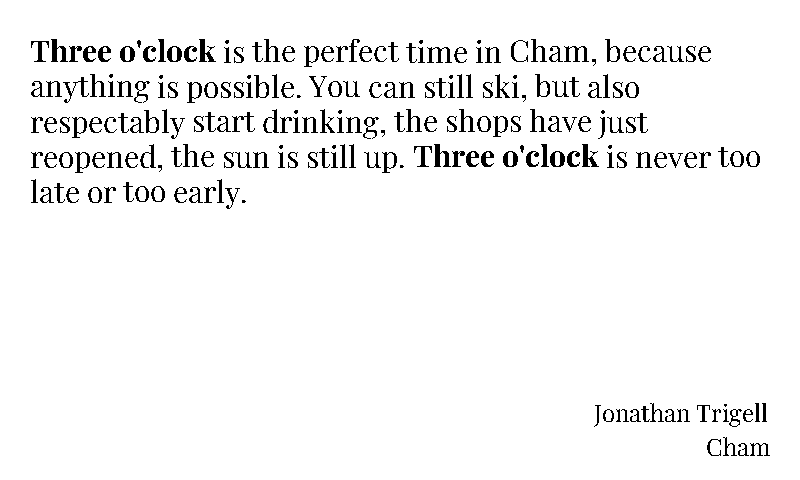 Three o'clock is the perfect time in Cham, because
anything is possible. You can still ski, but also
respectably start drinking, the shops have just
reopened, the sun is still up. Three o'clock is never too
late or too early.
Jonathan Trigell
Cham